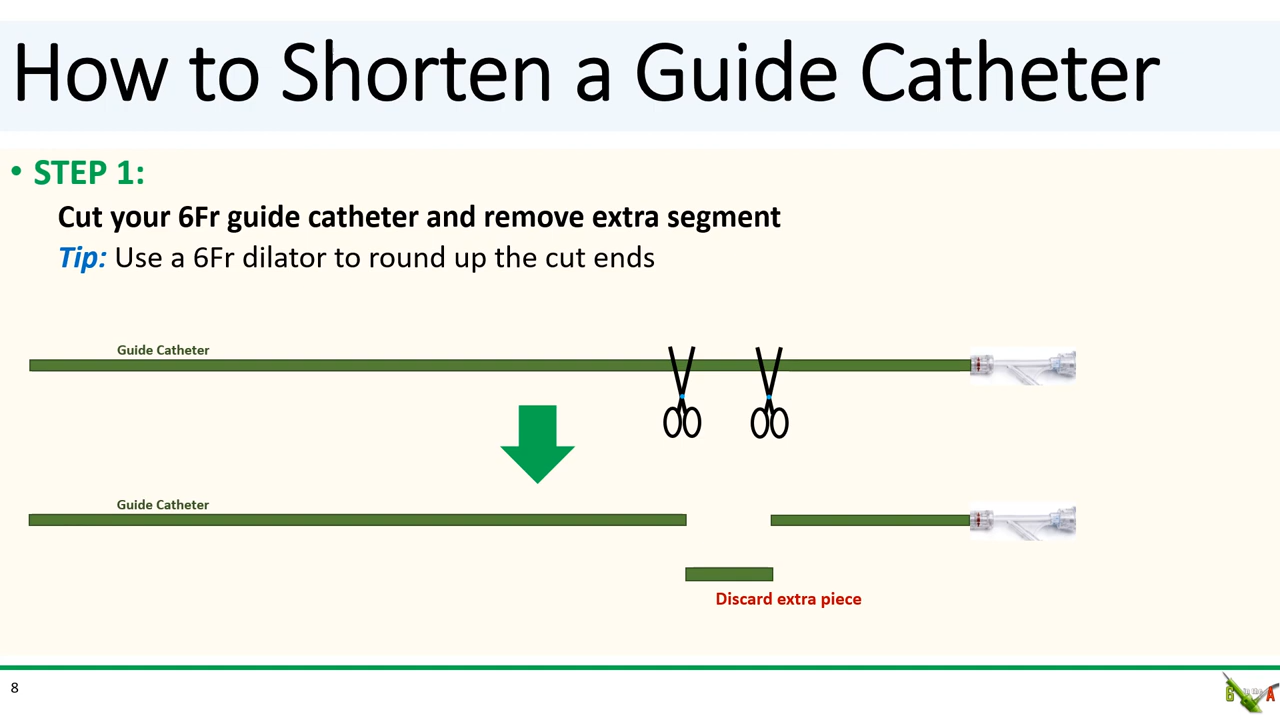 How to Shorten a Guide Catheter
• STEP 1:
Cut your 6Fr guide catheter and remove extra segment
Tip: Use a 6Fr dilator to round up the cut ends
Guide Catheter
Guide Catheter
Discard extra piece
8